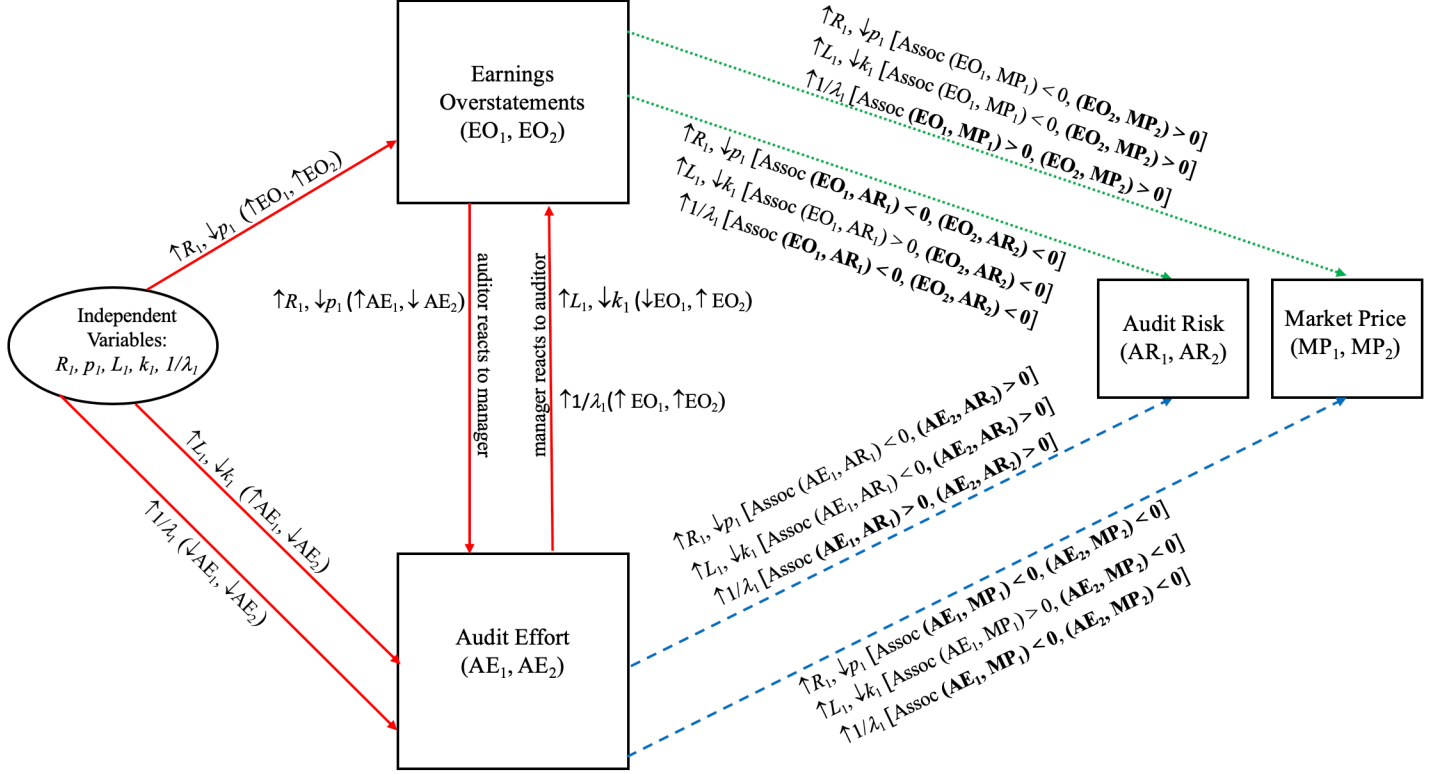 Earnings
Overstatements
(EO₁, EO₂)
↑R₁, ↓p₁ [Assoc (EO₁, MP₁) < 0, (EO₂, MP₂) > 0]
↑L₁, ↓k₁ [Assoc (EO₁, MP₁) < 0, (EO₂, MP₂) > 0]
↑1/λ₁ [Assoc (EO₁, MP₁) > 0, (EO₂, MP₂) > 0]
↑R₁, ↓p₁ [Assoc (EO₁, AR₁) < 0, (EO₂, AR₂) < 0]
↑L₁, ↓k₁ [Assoc (EO₁, AR₁) > 0, (EO₂, AR₂) < 0]
↑1/λ₁ [Assoc (EO₁, AR₁) < 0, (EO₂, AR₂) < 0]
↑R₁, ↓p₁ (↑EO₁, ↑EO₂)
↑R₁, ↓p₁ (↑AE₁, ↓ AE₂)
auditor reacts to manager
manager reacts to auditor
↑L₁, ↓k₁ (↓EO₁, ↑ EO₂)
↑1/λ₁(↑ EO₁, ↑EO₂)
Independent
Variables:
R₁, p₁, L₁, k₁, 1/λ₁
Audit Risk
(AR₁, AR₂)
Market Price
(MP₁, MP₂)
↑L₁, ↓k₁ (↑AE₁, ↓AE₂)
↑1/λ₁ (↓AE₁, ↓AE₂)
↑R₁, ↓p₁ [Assoc (AE₁, AR₁) < 0, (AE₂, AR₂) > 0]
↑L₁, ↓k₁ [Assoc (AE₁, AR₁) < 0, (AE₂, AR₂) > 0]
↑1/λ₁ [Assoc (AE₁, AR₁) > 0, (AE₂, AR₂) > 0]
Audit Effort
(AE₁, AE₂)
↑R₁, ↓p₁ [Assoc (AE₁, MP₁) < 0, (AE₂, MP₂) < 0]
↑L₁, ↓k₁ [Assoc (AE₁, MP₁) > 0, (AE₂, MP₂) < 0]
↑1/λ₁ [Assoc (AE₁, MP₁) < 0, (AE₂, MP₂) < 0]